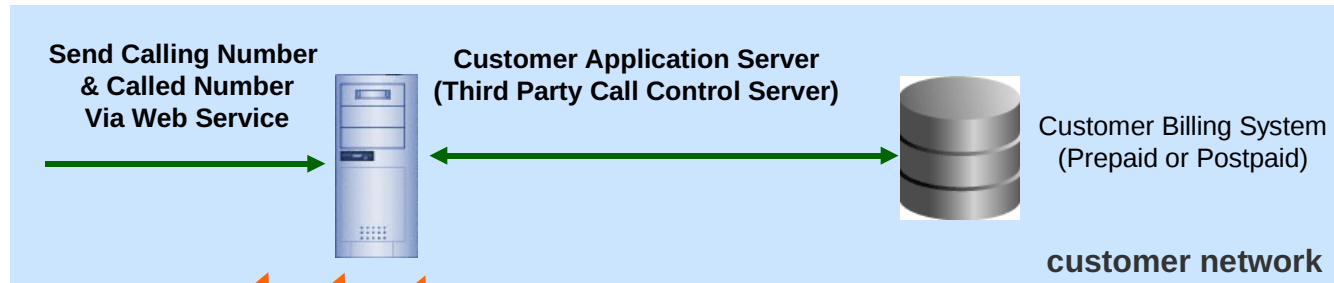 Send Calling Number
& Called Number
Via Web Service
Customer Application Server
(Third Party Call Control Server)
Customer Billing System
(Prepaid or Postpaid)
customer network